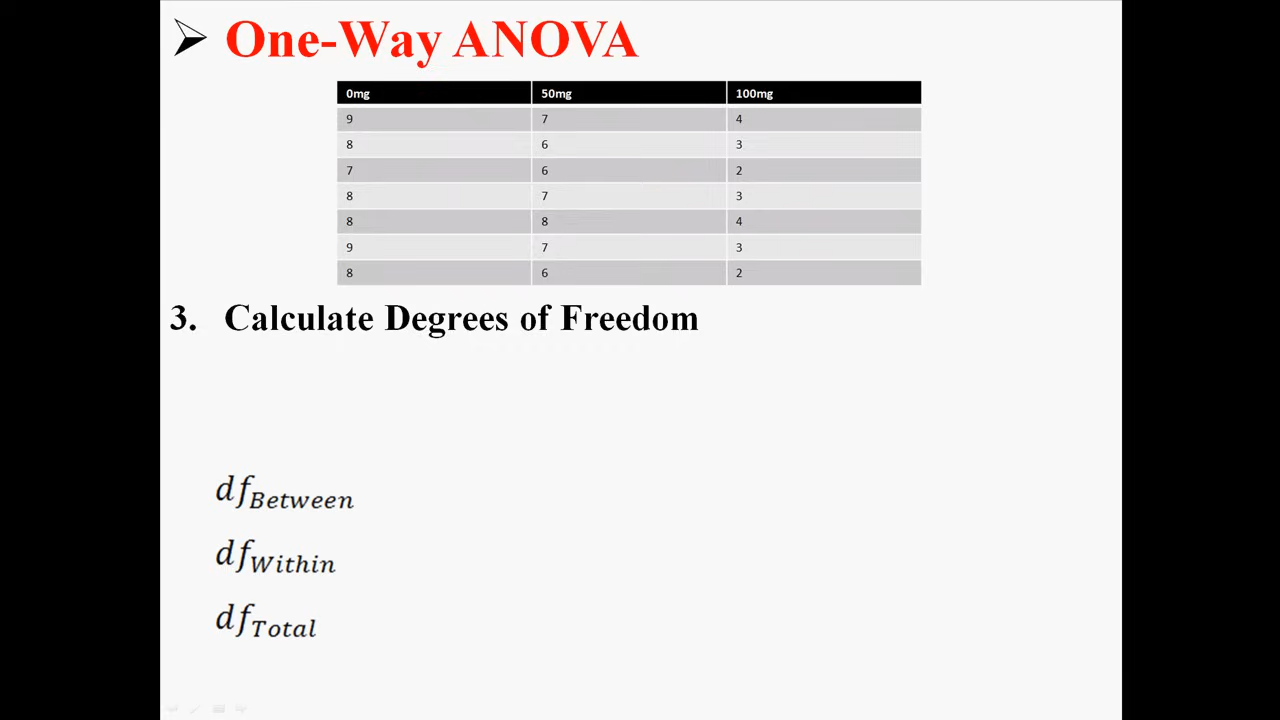 ➢ One-Way ANOVA
0mg 50mg 100mg
9 7 4
8 6 3
7 6 2
8 7 3
8 8 4
9 7 3
8 6 2
3. Calculate Degrees of Freedom
df_Between
df_Within
df_Total